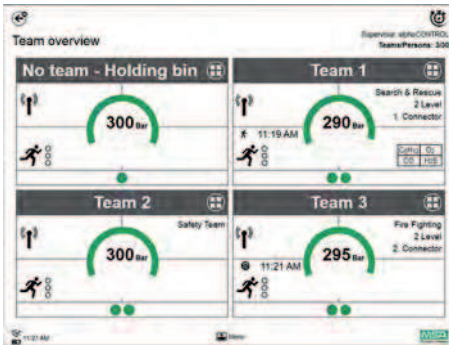 Team overview
Supervisor: alphaCONTROL
Teams/Persons: 3/00
No team - Holding bin
300 Bar
Team 1
Search & Rescue
2 Level
1. Connector
290 Bar
11:19 AM
O₂
CO H₂S
Team 2
Safety Team
300 Bar
Team 3
Fire Fighting
2 Level
2. Connector
295 Bar
11:21 AM
11:21 AM
Menu
MSA